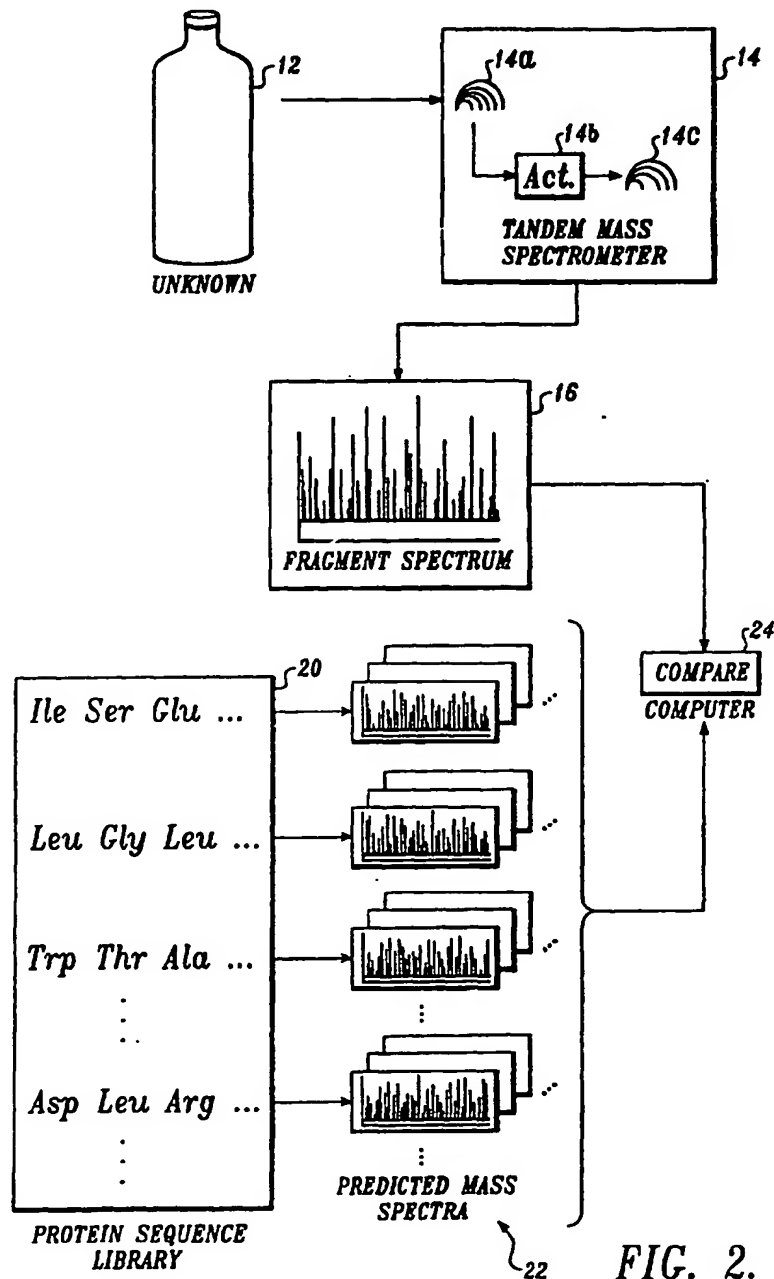 12
UNKNOWN
14
14a
14b
14c
Act.
TANDEM MASS
SPECTROMETER
16
FRAGMENT SPECTRUM
20
Ile Ser Glu ...
Leu Gly Leu ...
Trp Thr Ala ...
Asp Leu Arg ...
PROTEIN SEQUENCE
LIBRARY
PREDICTED MASS
SPECTRA
22
24
COMPARE
COMPUTER
FIG. 2.